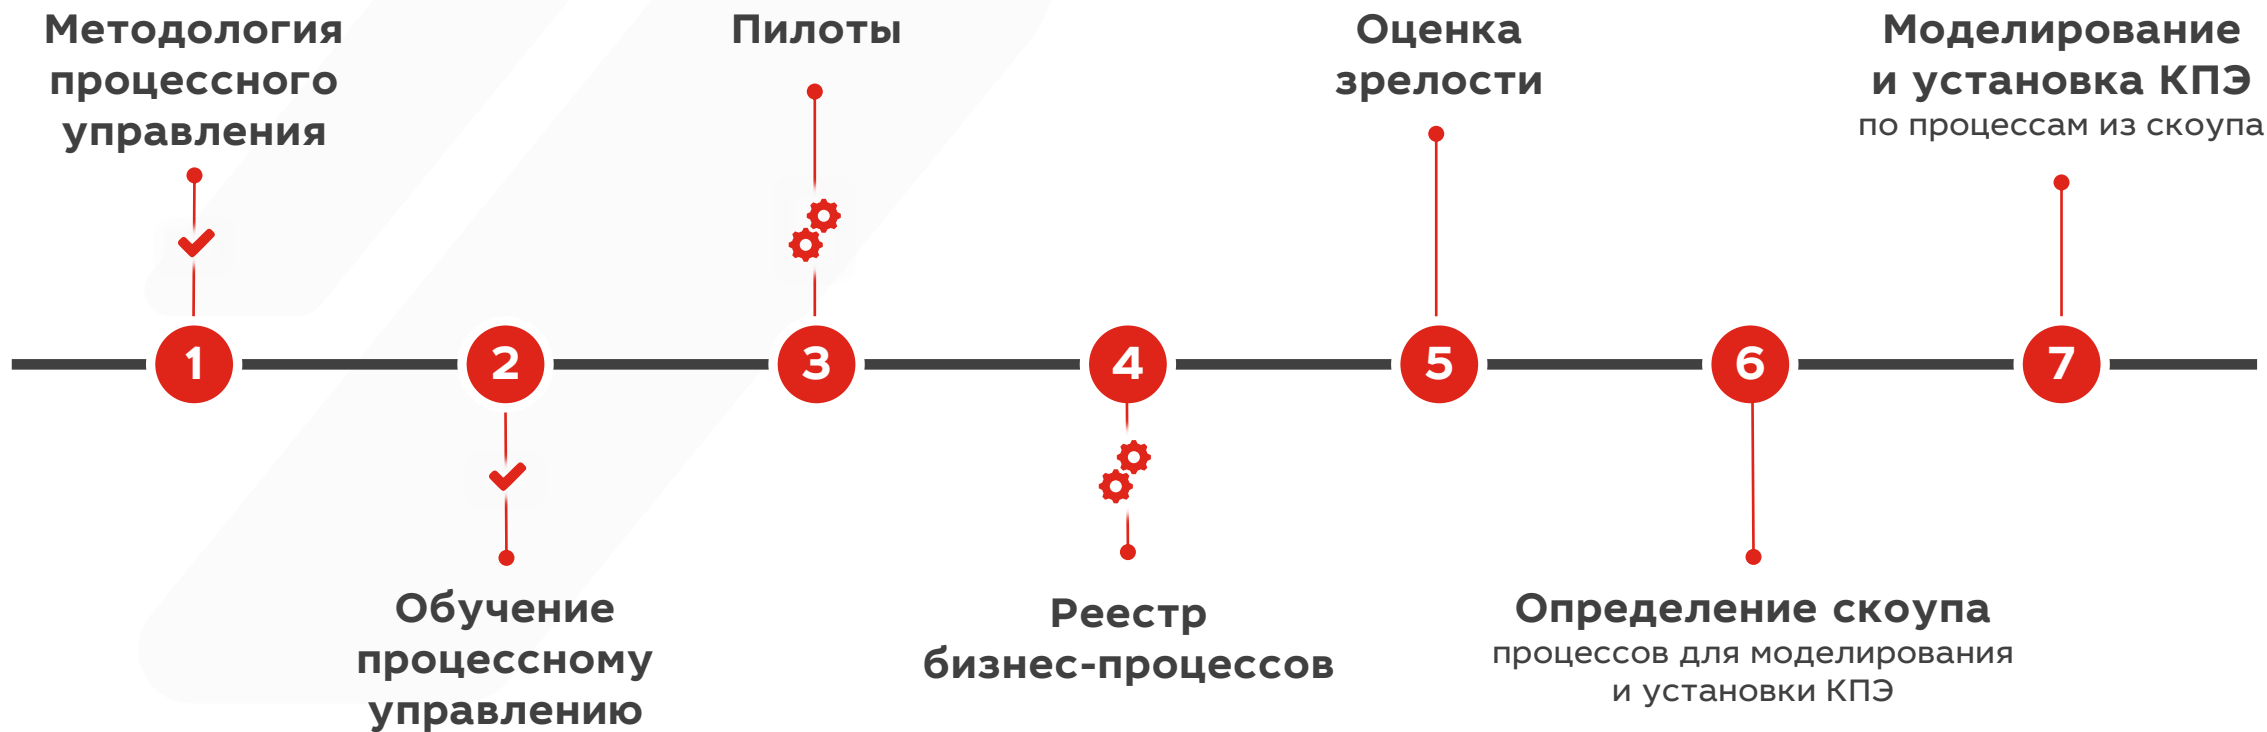 Методология
процессного
управления
Пилоты
Оценка
зрелости
Моделирование
и установка КПЭ
по процессам из скоупа
1
2
3
4
5
6
7
Обучение
процессному
управлению
Реестр
бизнес-процессов
Определение скоупа
процессов для моделирования
и установки КПЭ